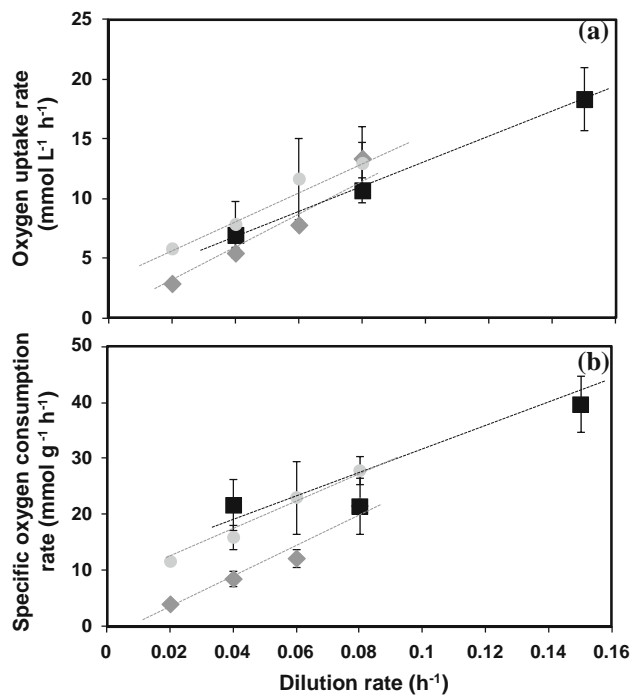 25
(a)
20
15
10
5
0
Oxygen uptake rate
(mmol L-1 h-1)
50
(b)
40
30
20
10
0
Specific oxygen consumption
rate (mmol g-1 h-1)
0 0.02 0.04 0.06 0.08 0.1 0.12 0.14 0.16
Dilution rate (h-1)